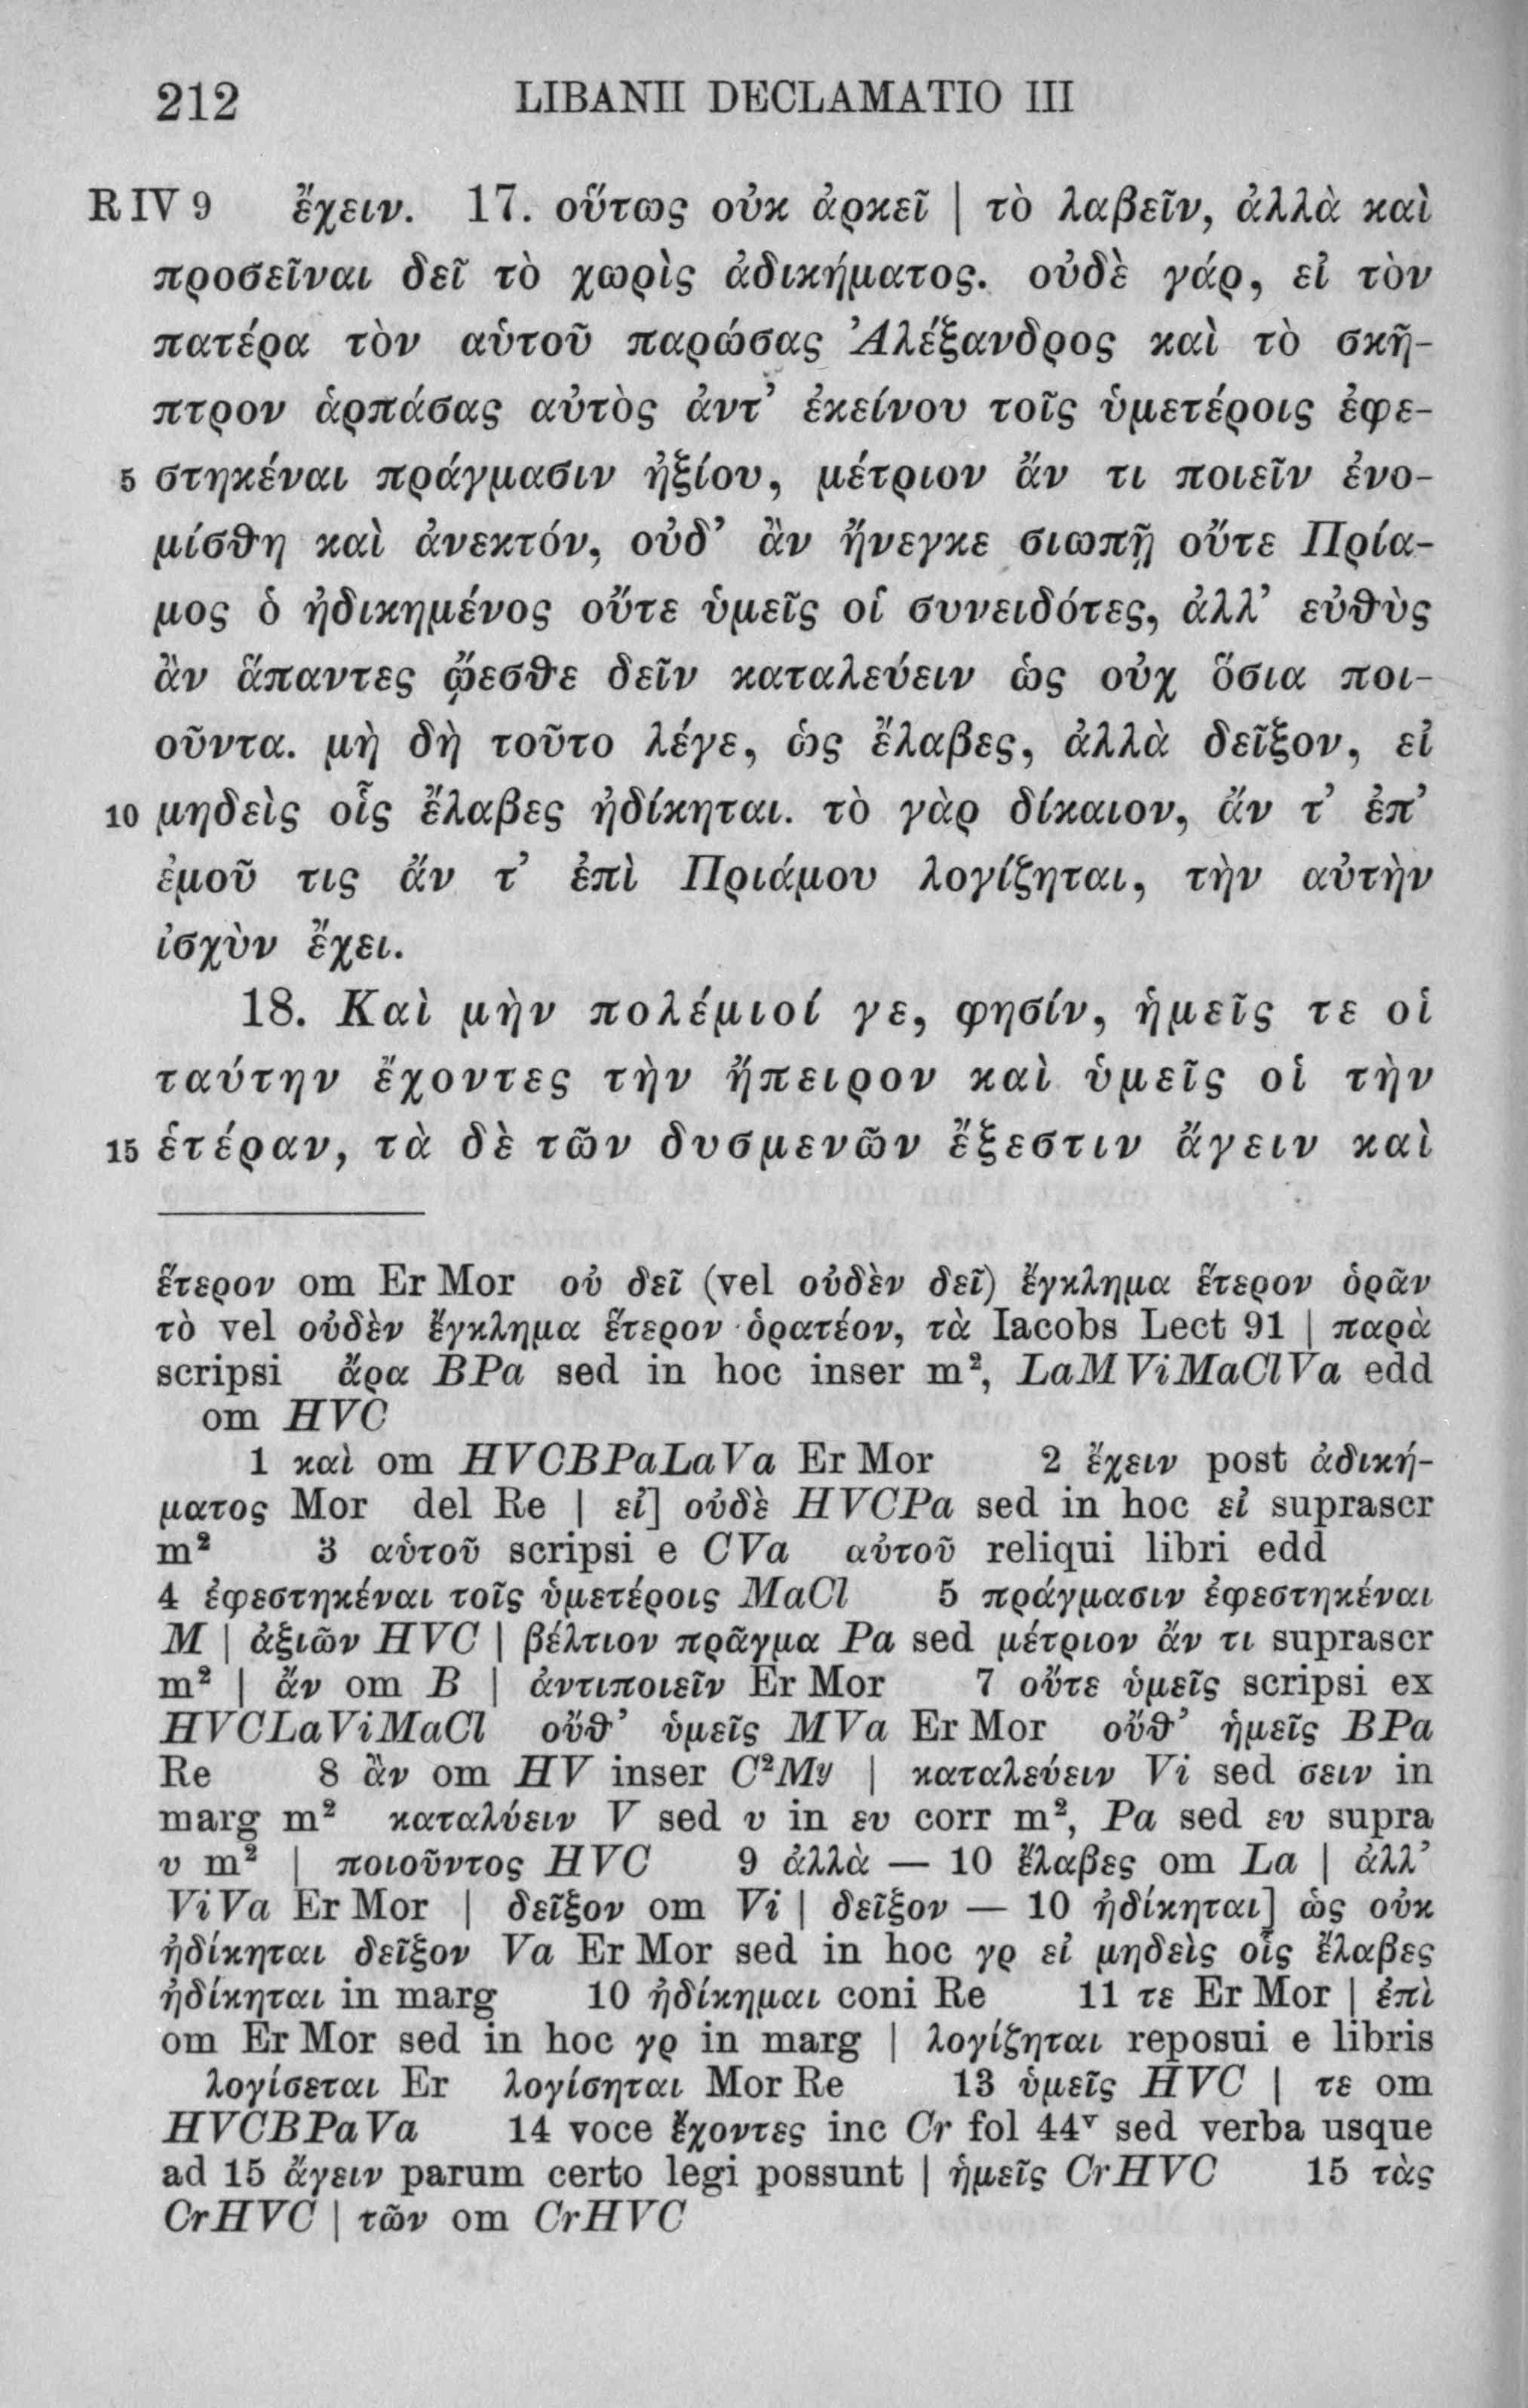 212 LIBANII DECLAMATIO III
R IV 9 ἔχειν. 17. οὕτως οὐκ ἀρκεῖ | τὸ λαβεῖν, ἀλλὰ καὶ
προσεῖναι δεῖ τὸ χωρὶς ἀδικήματος. οὐδὲ γάρ, εἰ τὸν
πατέρα τὸν αὑτοῦ παρώσας Ἀλέξανδρος καὶ τὸ σκῆ-
πτρον ἁρπάσας αὐτὸς ἀντ’ ἐκείνου τοῖς ὑμετέροις ἐφε-
5 στηκέναι πράγμασιν ἠξίου, μέτριον ἄν τι ποιεῖν ἐνο-
μίσθη καὶ ἀνεκτόν, οὐδ’ ἂν ἤνεγκε σιωπῇ οὔτε Πρία-
μος ὁ ἠδικημένος οὔτε ὑμεῖς οἱ συνειδότες, ἀλλ’ εὐθὺς
ἂν ἅπαντες ᾤεσθε δεῖν καταλεύειν ὡς οὐχ ὅσια ποι-
οῦντα. μὴ δὴ τοῦτο λέγε, ὡς ἔλαβες, ἀλλὰ δεῖξον, εἰ
10 μηδεὶς οἷς ἔλαβες ἠδίκηται. τὸ γὰρ δίκαιον, ἄν τ’ ἐπ’
ἐμοῦ τις ἄν τ’ ἐπὶ Πριάμου λογίζηται, τὴν αὐτὴν
ἰσχὺν ἔχει.
18. Καὶ μὴν πολέμιοί γε, φησίν, ἡμεῖς τε οἱ
ταύτην ἔχοντες τὴν ἤπειρον καὶ ὑμεῖς οἱ τὴν
15 ἑτέραν, τὰ δὲ τῶν δυσμενῶν ἔξεστιν ἄγειν καὶ
ἕτερον om Er Mor οὐ δεῖ (vel οὐδὲν δεῖ) ἔγκλημα ἕτερον ὁρᾶν
τὸ vel οὐδὲν ἔγκλημα ἕτερον ὁρατέον, τὰ Iacobs Lect 91 | παρὰ
scripsi ἄρα BPa sed in hoc inser m², LaMViMaClVa edd
om HVC
1 καὶ om HVCBPaLaVa Er Mor 2 ἔχειν post ἀδική-
ματος Mor del Re | εἰ] οὐδὲ HVCPa sed in hoc εἰ suprascr
m² 3 αὑτοῦ scripsi e CVa αὐτοῦ reliqui libri edd
4 ἐφεστηκέναι τοῖς ὑμετέροις MaCl 5 πράγμασιν ἐφεστηκέναι
M | ἀξιῶν HVC | βέλτιον πρᾶγμα Pa sed μέτριον ἄν τι suprascr
m² | ἄν om B | ἀντιποιεῖν Er Mor 7 οὔτε ὑμεῖς scripsi ex
HVCLaViMaCl οὔθ’ ὑμεῖς MVa Er Mor οὔθ’ ἡμεῖς BPa
Re 8 ἂν om HV inser C²My | καταλεύειν Vi sed σειν in
marg m² καταλύειν V sed υ in ευ corr m², Pa sed ευ supra
υ m² | ποιοῦντος HVC 9 ἀλλὰ — 10 ἔλαβες om La | ἀλλ’
ViVa Er Mor | δεῖξον om Vi | δεῖξον — 10 ἠδίκηται] ὡς οὐκ
ἠδίκηται δεῖξον Va Er Mor sed in hoc γρ εἰ μηδεὶς οἷς ἔλαβες
ἠδίκηται in marg 10 ἠδίκημαι coni Re 11 τε Er Mor | ἐπὶ
om Er Mor sed in hoc γρ in marg | λογίζηται reposui e libris
λογίσεται Er λογίσηται Mor Re 13 ὑμεῖς HVC | τε om
HVCBPaVa 14 voce ἔχοντες inc Cr fol 44ᵛ sed verba usque
ad 15 ἄγειν parum certo legi possunt | ἡμεῖς CrHVC 15 τὰς
CrHVC | τῶν om CrHVC